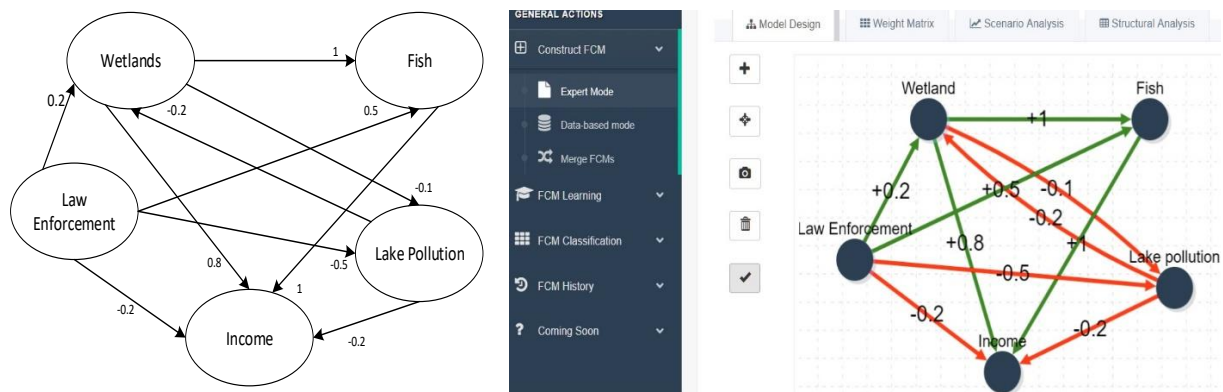 Wetlands
1
Fish
0.2
-0.2
0.5
Law
Enforcement
-0.1
Lake Pollution
0.8
-0.5
1
-0.2
Income
-0.2
GENERAL ACTIONS
Construct FCM
Expert Mode
Data-based mode
Merge FCMs
FCM Learning
FCM Classification
FCM History
? Coming Soon
Model Design
Weight Matrix
Scenario Analysis
Structural Analysis
Wetland
Fish
+1
+0.2
+0.5
-0.1
-0.2
Law Enforcement
+0.8
+1
Lake pollution
-0.5
-0.2
-0.2
Income